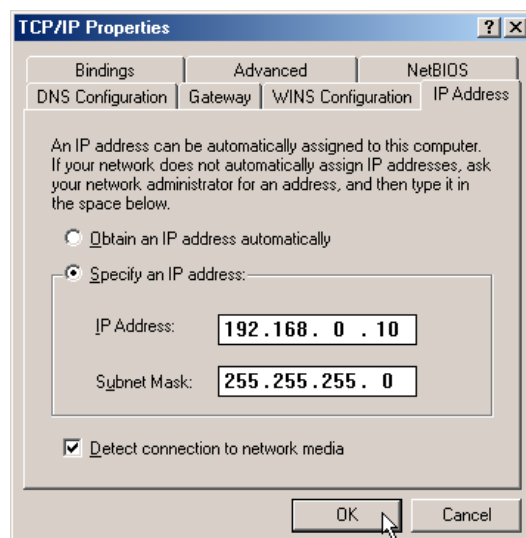 TCP/IP Properties
Bindings Advanced NetBIOS
DNS Configuration Gateway WINS Configuration IP Address
An IP address can be automatically assigned to this computer.
If your network does not automatically assign IP addresses, ask
your network administrator for an address, and then type it in
the space below.
Obtain an IP address automatically
Specify an IP address:
IP Address: 192.168. 0 .10
Subnet Mask: 255.255.255. 0
Detect connection to network media
OK Cancel